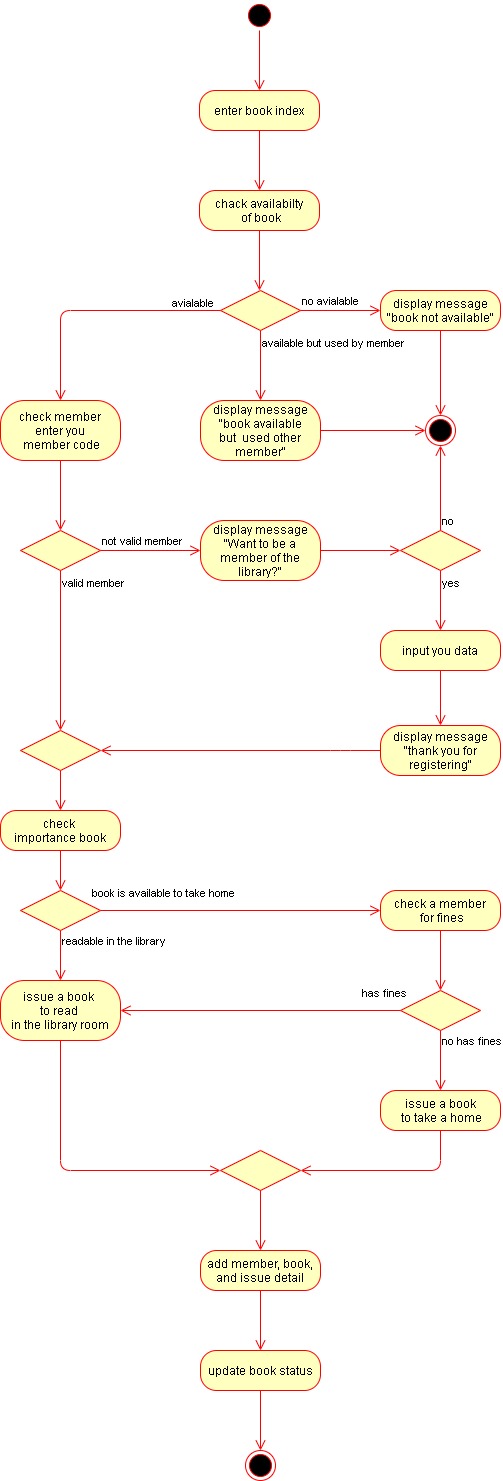 enter book index
chack availabilty
of book
avialable
no avialable
display message
"book not available"
available but used by member
check member
enter you
member code
display message
"book available
but used other
member"
no
not valid member
display message
"Want to be a
member of the
library?"
valid member
yes
input you data
display message
"thank you for
registering"
check
importance book
book is available to take home
check a member
for fines
readable in the library
issue a book
to read
in the library room
has fines
no has fines
issue a book
to take a home
add member, book,
and issue detail
update book status